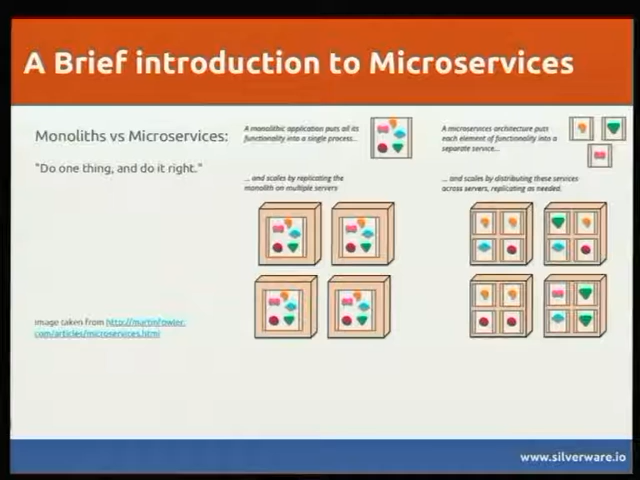 A Brief introduction to Microservices
Monoliths vs Microservices:
"Do one thing, and do it right."
A monolithic application puts all its
functionality into a single process...
A microservices architecture puts
each element of functionality into a
separate service...
... and scales by replicating the
monolith on multiple servers
... and scales by distributing these services
across servers, replicating as needed.
image taken from http://martinfowler.
com/articles/microservices.html
www.silverware.io